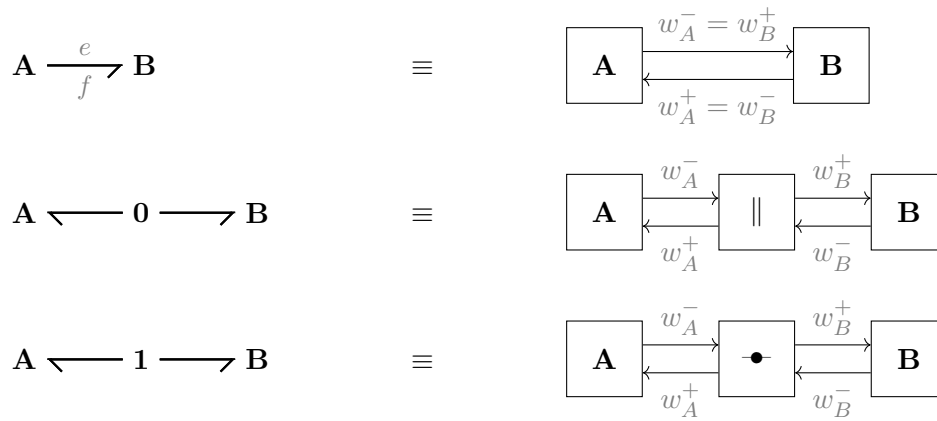 e w_A^- = w_B^+
A B ≡ A B
f w_A^+ = w_B^-
w_A^- w_B^+
A 0 B ≡ A || B
w_A^+ w_B^-
w_A^- w_B^+
A 1 B ≡ A B
w_A^+ w_B^-